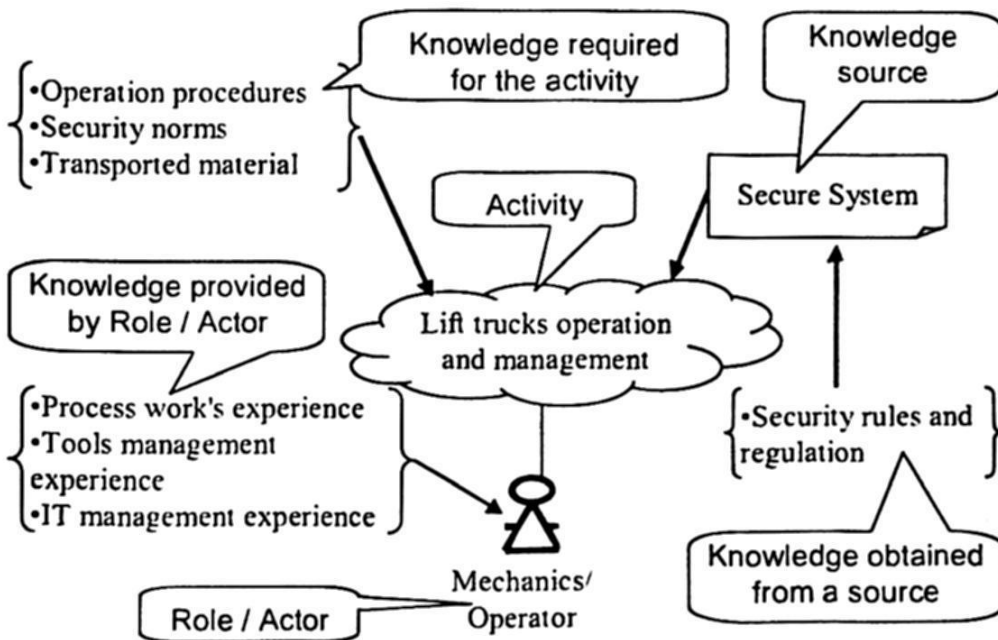 Knowledge required
for the activity
Knowledge
source
•Operation procedures
•Security norms
•Transported material
Activity
Secure System
Knowledge provided
by Role / Actor
Lift trucks operation
and management
•Process work's experience
•Tools management
experience
•IT management experience
•Security rules and
regulation
Mechanics/
Operator
Role / Actor
Knowledge obtained
from a source